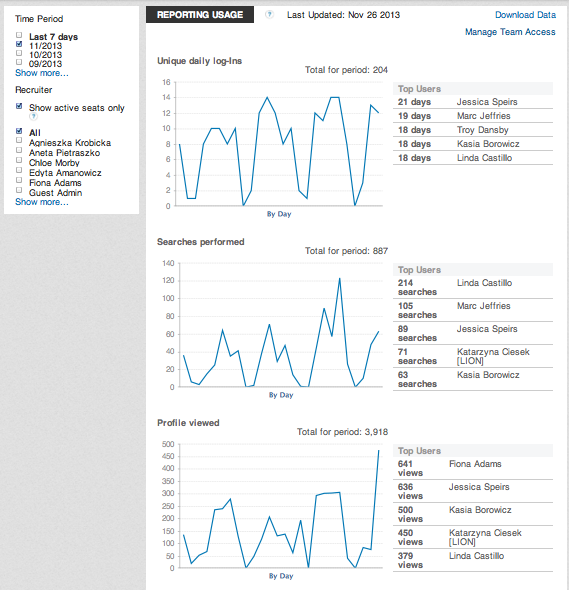 Time Period
Last 7 days
11/2013
10/2013
09/2013
Show more...
Recruiter
Show active seats only
?
All
Agnieszka Krobicka
Aneta Pietraszko
Chloe Morby
Edyta Amanowicz
Fiona Adams
Guest Admin
Show more...
REPORTING USAGE ? Last Updated: Nov 26 2013 Download Data
Manage Team Access
Unique daily log-Ins
Total for period: 204
16
14
12
10
8
6
4
2
0
By Day
Top Users
21 days Jessica Speirs
19 days Marc Jeffries
18 days Troy Dansby
18 days Kasia Borowicz
18 days Linda Castillo
Searches performed
Total for period: 887
140
120
100
80
60
40
20
0
By Day
Top Users
214 Linda Castillo
searches
105 Marc Jeffries
searches
89 Jessica Speirs
searches
71 Katarzyna Ciesek
searches [LION]
63 Kasia Borowicz
searches
Profile viewed
Total for period: 3,918
500
450
400
350
300
250
200
150
100
50
0
By Day
Top Users
641 Fiona Adams
views
636 Jessica Speirs
views
500 Kasia Borowicz
views
450 Katarzyna Ciesek
views [LION]
379 Linda Castillo
views